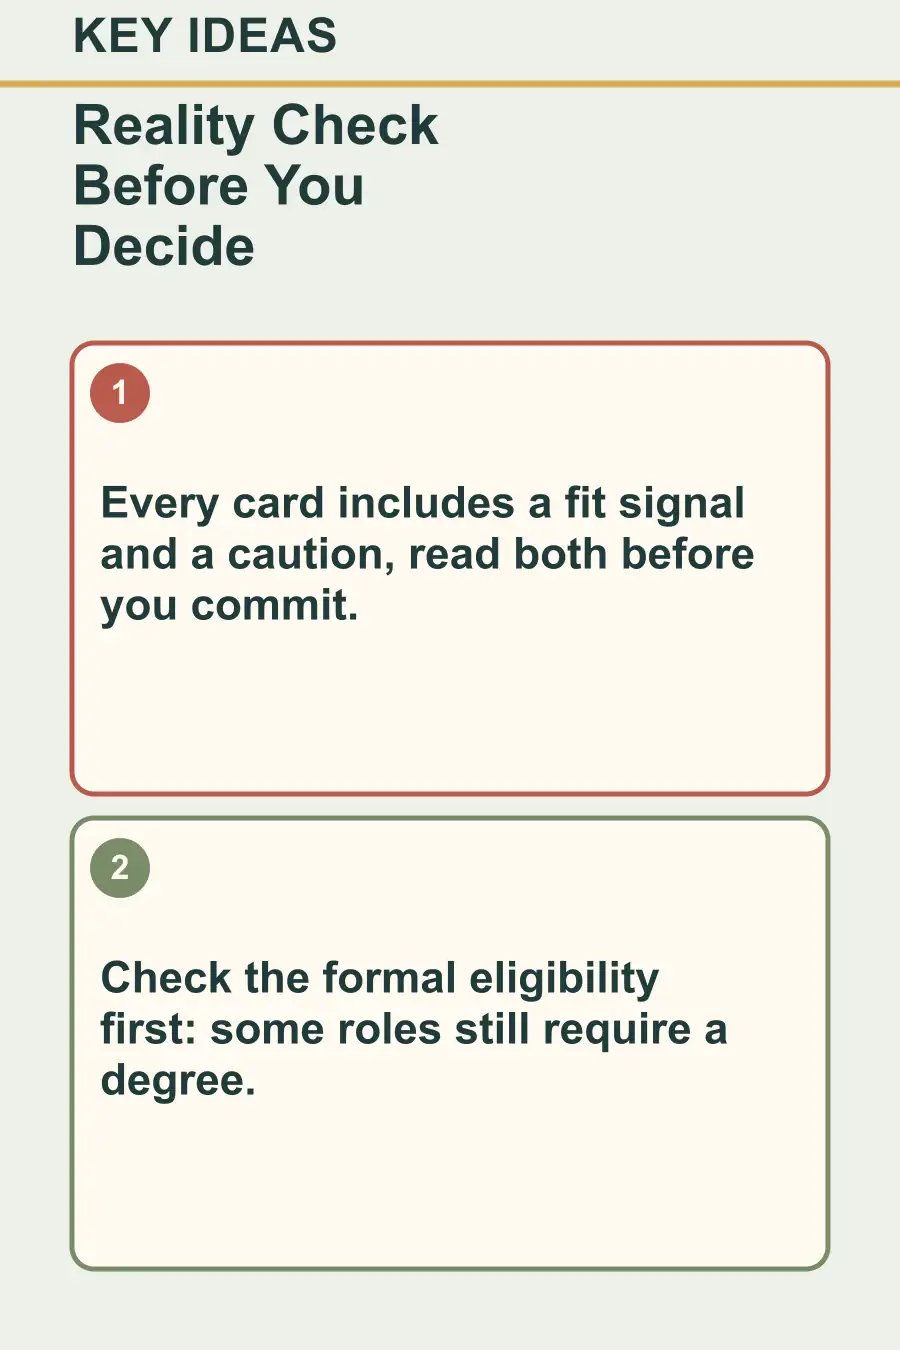 KEY IDEAS
Reality Check
Before You
Decide
1
Every card includes a fit signal
and a caution, read both before
you commit.
2
Check the formal eligibility
first: some roles still require a
degree.